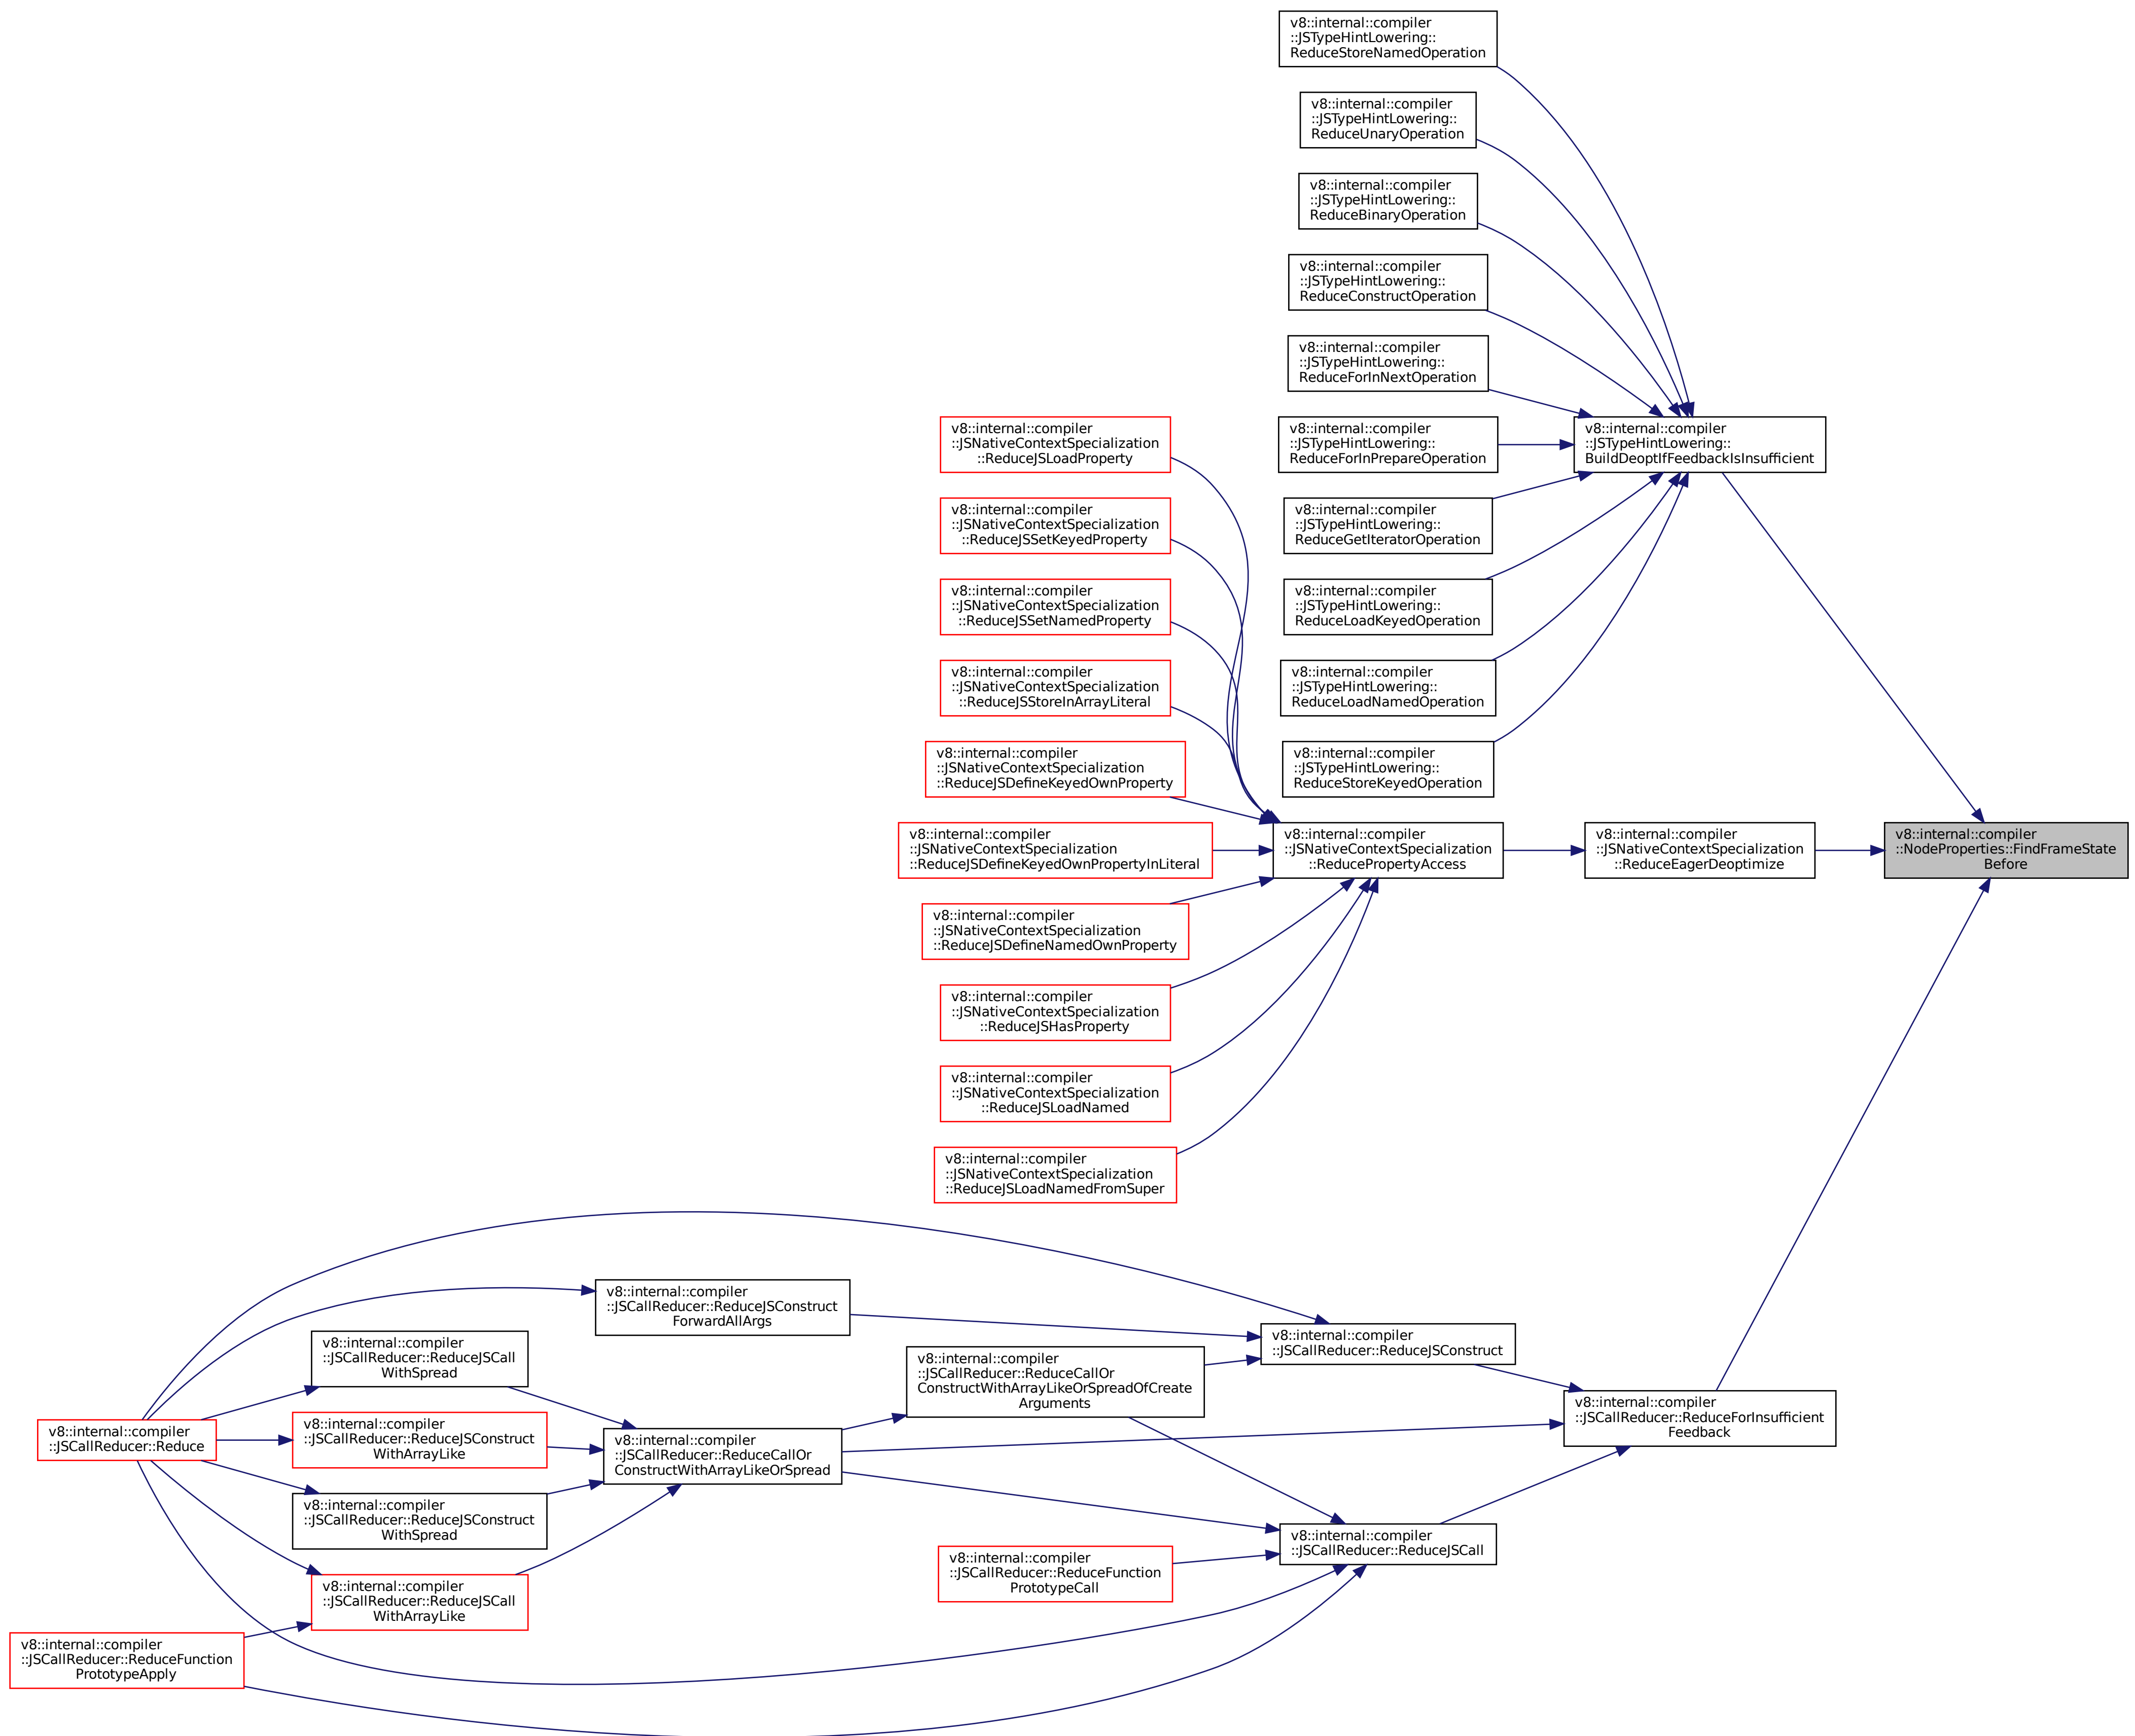 v8::internal::compiler
::JSTypeHintLowering::
ReduceStoreNamedOperation
v8::internal::compiler
::JSTypeHintLowering::
ReduceUnaryOperation
v8::internal::compiler
::JSTypeHintLowering::
ReduceBinaryOperation
v8::internal::compiler
::JSTypeHintLowering::
ReduceConstructOperation
v8::internal::compiler
::JSTypeHintLowering::
ReduceForInNextOperation
v8::internal::compiler
::JSTypeHintLowering::
ReduceForInPrepareOperation
v8::internal::compiler
::JSTypeHintLowering::
ReduceGetIteratorOperation
v8::internal::compiler
::JSTypeHintLowering::
ReduceLoadKeyedOperation
v8::internal::compiler
::JSTypeHintLowering::
ReduceLoadNamedOperation
v8::internal::compiler
::JSTypeHintLowering::
ReduceStoreKeyedOperation
v8::internal::compiler
::JSTypeHintLowering::
BuildDeoptIfFeedbackIsInsufficient
v8::internal::compiler
::JSNativeContextSpecialization
::ReduceJSLoadProperty
v8::internal::compiler
::JSNativeContextSpecialization
::ReduceJSSetKeyedProperty
v8::internal::compiler
::JSNativeContextSpecialization
::ReduceJSSetNamedProperty
v8::internal::compiler
::JSNativeContextSpecialization
::ReduceJSStoreInArrayLiteral
v8::internal::compiler
::JSNativeContextSpecialization
::ReduceJSDefineKeyedOwnProperty
v8::internal::compiler
::JSNativeContextSpecialization
::ReduceJSDefineKeyedOwnPropertyInLiteral
v8::internal::compiler
::JSNativeContextSpecialization
::ReduceJSDefineNamedOwnProperty
v8::internal::compiler
::JSNativeContextSpecialization
::ReduceJSHasProperty
v8::internal::compiler
::JSNativeContextSpecialization
::ReduceJSLoadNamed
v8::internal::compiler
::JSNativeContextSpecialization
::ReduceJSLoadNamedFromSuper
v8::internal::compiler
::JSNativeContextSpecialization
::ReducePropertyAccess
v8::internal::compiler
::JSNativeContextSpecialization
::ReduceEagerDeoptimize
v8::internal::compiler
::NodeProperties::FindFrameState
Before
v8::internal::compiler
::JSCallReducer::ReduceJSConstruct
ForwardAllArgs
v8::internal::compiler
::JSCallReducer::ReduceJSConstruct
v8::internal::compiler
::JSCallReducer::ReduceJSCall
WithSpread
v8::internal::compiler
::JSCallReducer::ReduceCallOr
ConstructWithArrayLikeOrSpreadOfCreate
Arguments
v8::internal::compiler
::JSCallReducer::ReduceForInsufficient
Feedback
v8::internal::compiler
::JSCallReducer::Reduce
v8::internal::compiler
::JSCallReducer::ReduceJSConstruct
WithArrayLike
v8::internal::compiler
::JSCallReducer::ReduceCallOr
ConstructWithArrayLikeOrSpread
v8::internal::compiler
::JSCallReducer::ReduceJSConstruct
WithSpread
v8::internal::compiler
::JSCallReducer::ReduceJSCall
v8::internal::compiler
::JSCallReducer::ReduceFunction
PrototypeCall
v8::internal::compiler
::JSCallReducer::ReduceJSCall
WithArrayLike
v8::internal::compiler
::JSCallReducer::ReduceFunction
PrototypeApply